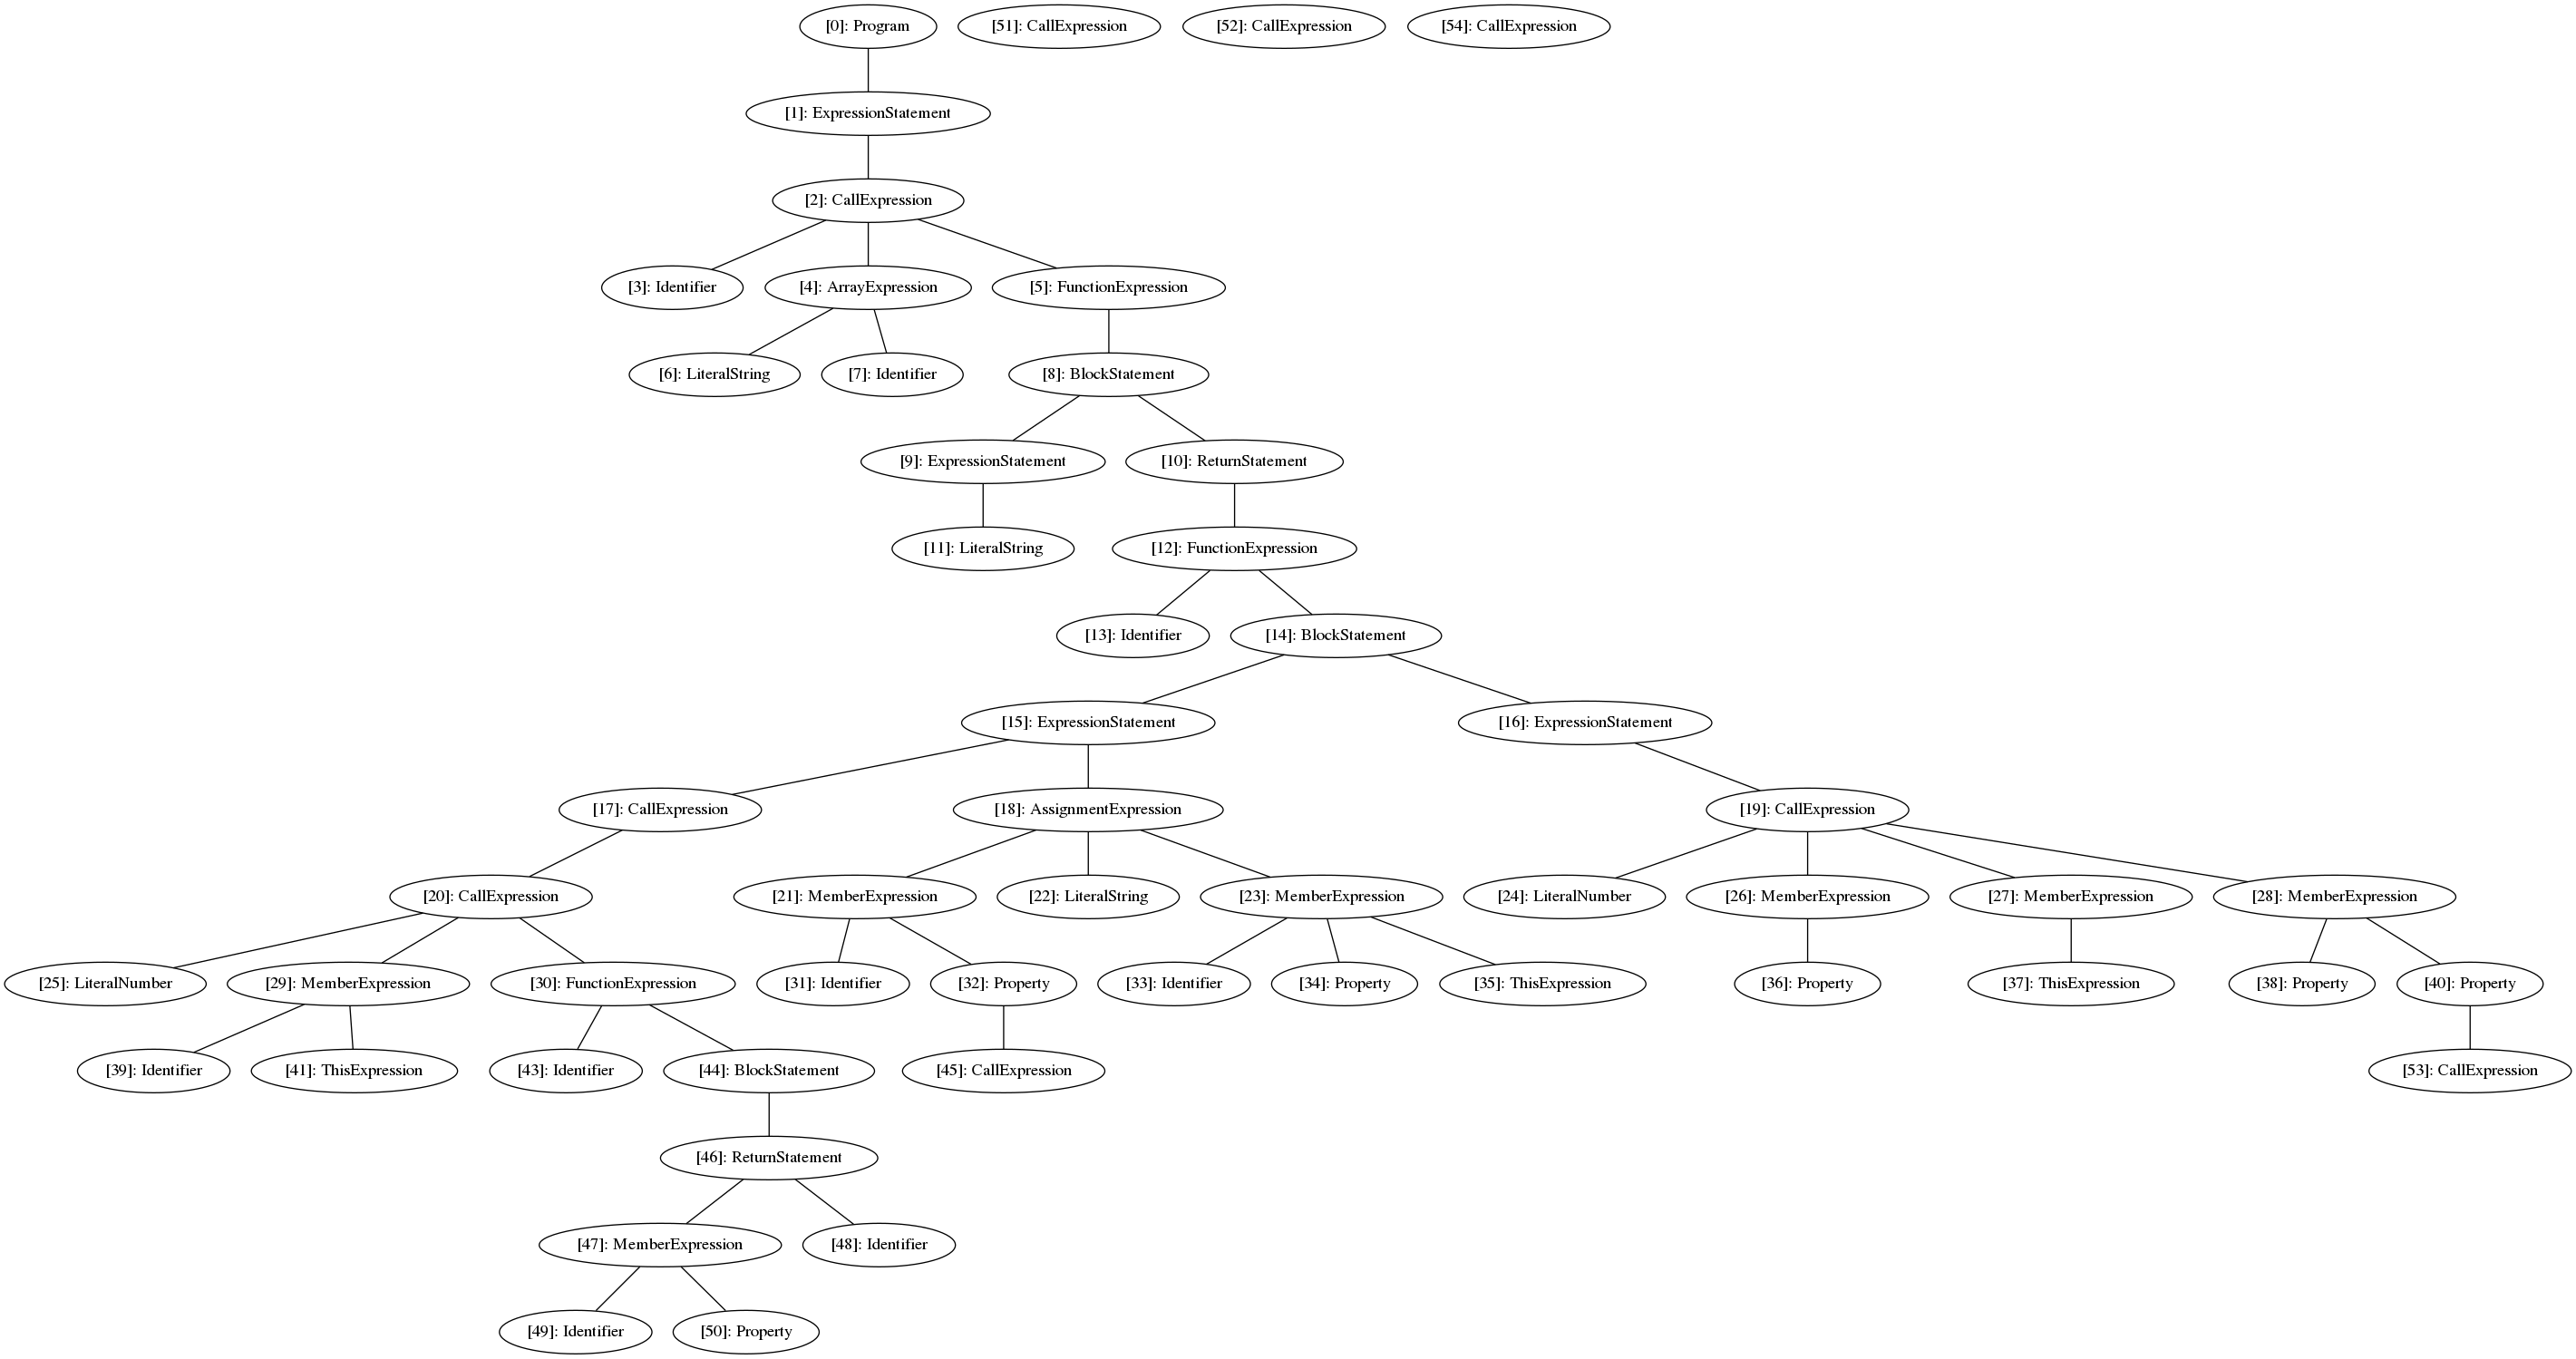 [0]: Program
[51]: CallExpression
[52]: CallExpression
[54]: CallExpression
[1]: ExpressionStatement
[2]: CallExpression
[3]: Identifier
[4]: ArrayExpression
[5]: FunctionExpression
[6]: LiteralString
[7]: Identifier
[8]: BlockStatement
[9]: ExpressionStatement
[10]: ReturnStatement
[11]: LiteralString
[12]: FunctionExpression
[13]: Identifier
[14]: BlockStatement
[15]: ExpressionStatement
[16]: ExpressionStatement
[17]: CallExpression
[18]: AssignmentExpression
[19]: CallExpression
[20]: CallExpression
[21]: MemberExpression
[22]: LiteralString
[23]: MemberExpression
[24]: LiteralNumber
[26]: MemberExpression
[27]: MemberExpression
[28]: MemberExpression
[25]: LiteralNumber
[29]: MemberExpression
[30]: FunctionExpression
[31]: Identifier
[32]: Property
[33]: Identifier
[34]: Property
[35]: ThisExpression
[36]: Property
[37]: ThisExpression
[38]: Property
[40]: Property
[39]: Identifier
[41]: ThisExpression
[43]: Identifier
[44]: BlockStatement
[45]: CallExpression
[53]: CallExpression
[46]: ReturnStatement
[47]: MemberExpression
[48]: Identifier
[49]: Identifier
[50]: Property